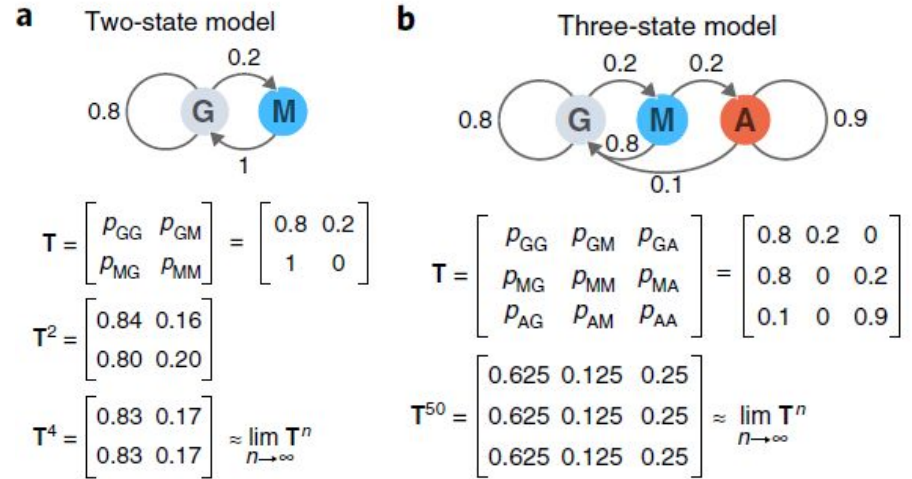 a Two-state model
0.2
0.8 G M
1
T = [ pGG pGM ] = [ 0.8 0.2 ]
[ pMG pMM ] [ 1 0 ]
T² = [ 0.84 0.16 ]
[ 0.80 0.20 ]
T⁴ = [ 0.83 0.17 ] ≈ lim Tⁿ
[ 0.83 0.17 ] n→∞
b Three-state model
0.2 0.2
0.8 G M A 0.9
0.8
0.1
T = [ pGG pGM pGA ] = [ 0.8 0.2 0 ]
[ pMG pMM pMA ] [ 0.8 0 0.2 ]
[ pAG pAM pAA ] [ 0.1 0 0.9 ]
T⁵⁰ = [ 0.625 0.125 0.25 ] ≈ lim Tⁿ
[ 0.625 0.125 0.25 ] n→∞
[ 0.625 0.125 0.25 ]